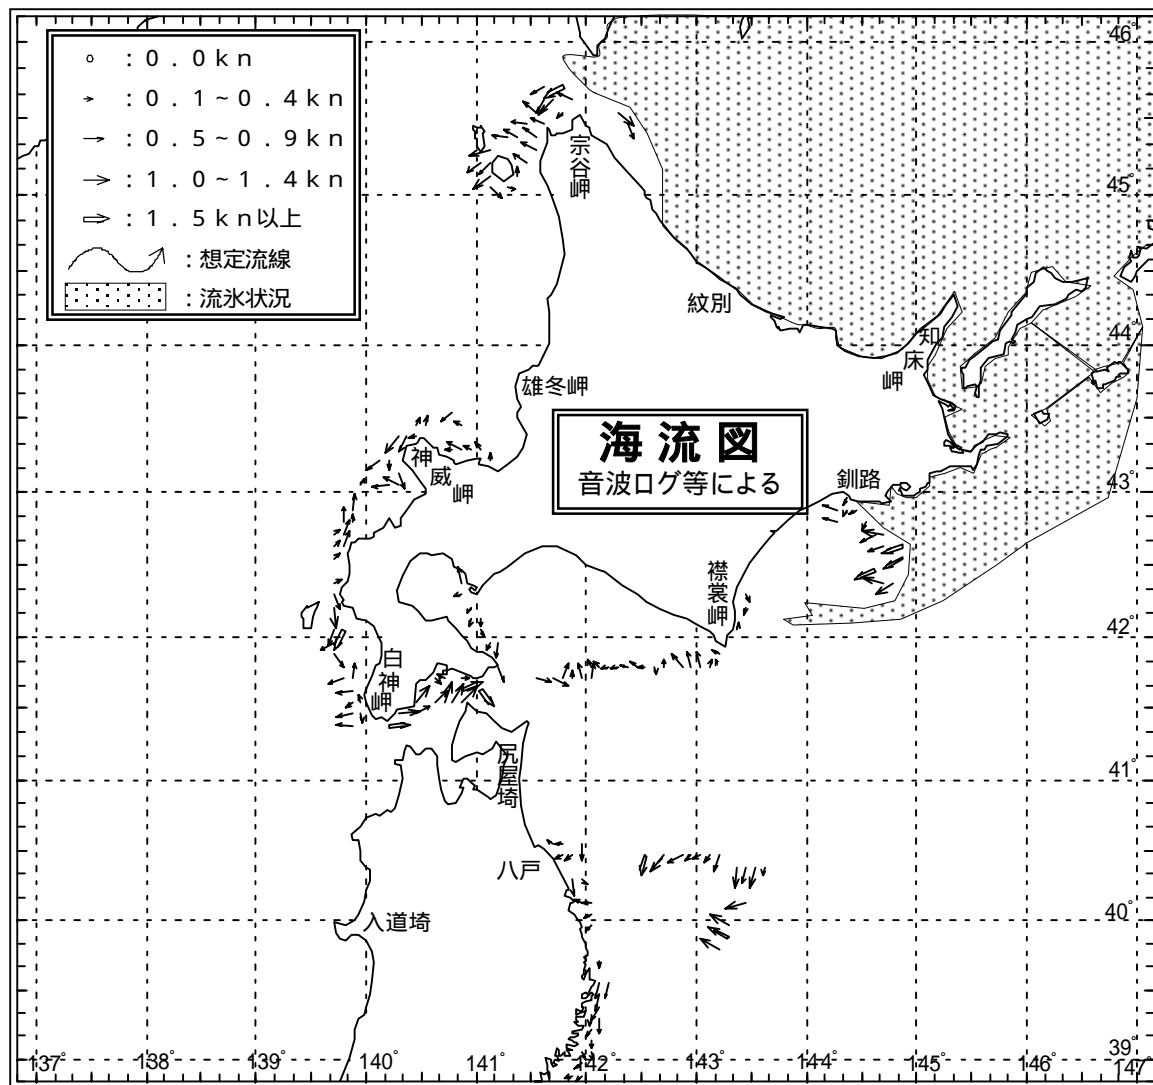 ：０．０ｋｎ
：０．１~０．４ｋｎ
：０．５~０．９ｋｎ
：１．０~１．４ｋｎ
：１．５ｋｎ以上
：想定流線
：流氷状況
海流図
音波ログ等による
宗谷岬
紋別
知床岬
雄冬岬
神威岬
釧路
襟裳岬
白神岬
尻屋埼
八戸
入道埼
46°
45°
44°
43°
42°
41°
40°
39°
137°
138°
139°
140°
141°
142°
143°
144°
145°
146°
147°